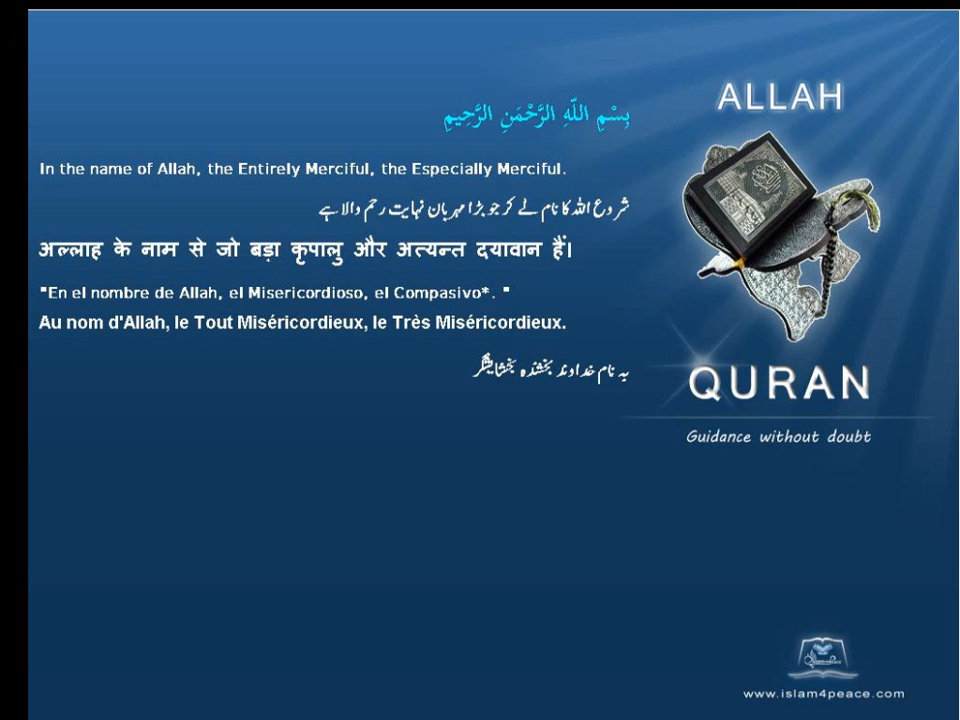 بِسْمِ اللَّهِ الرَّحْمَنِ الرَّحِيمِ
In the name of Allah, the Entirely Merciful, the Especially Merciful.
شروع الله کا نام لے کر جو بڑا مہربان نہایت رحم والا ہے
अल्लाह के नाम से जो बड़ा कृपालु और अत्यन्त दयावान हैं।
"En el nombre de Allah, el Misericordioso, el Compasivo*. "
Au nom d'Allah, le Tout Miséricordieux, le Très Miséricordieux.
به نام خداوند بخشنده بخشایشگر
ALLAH
QURAN
Guidance without doubt
www.islam4peace.com